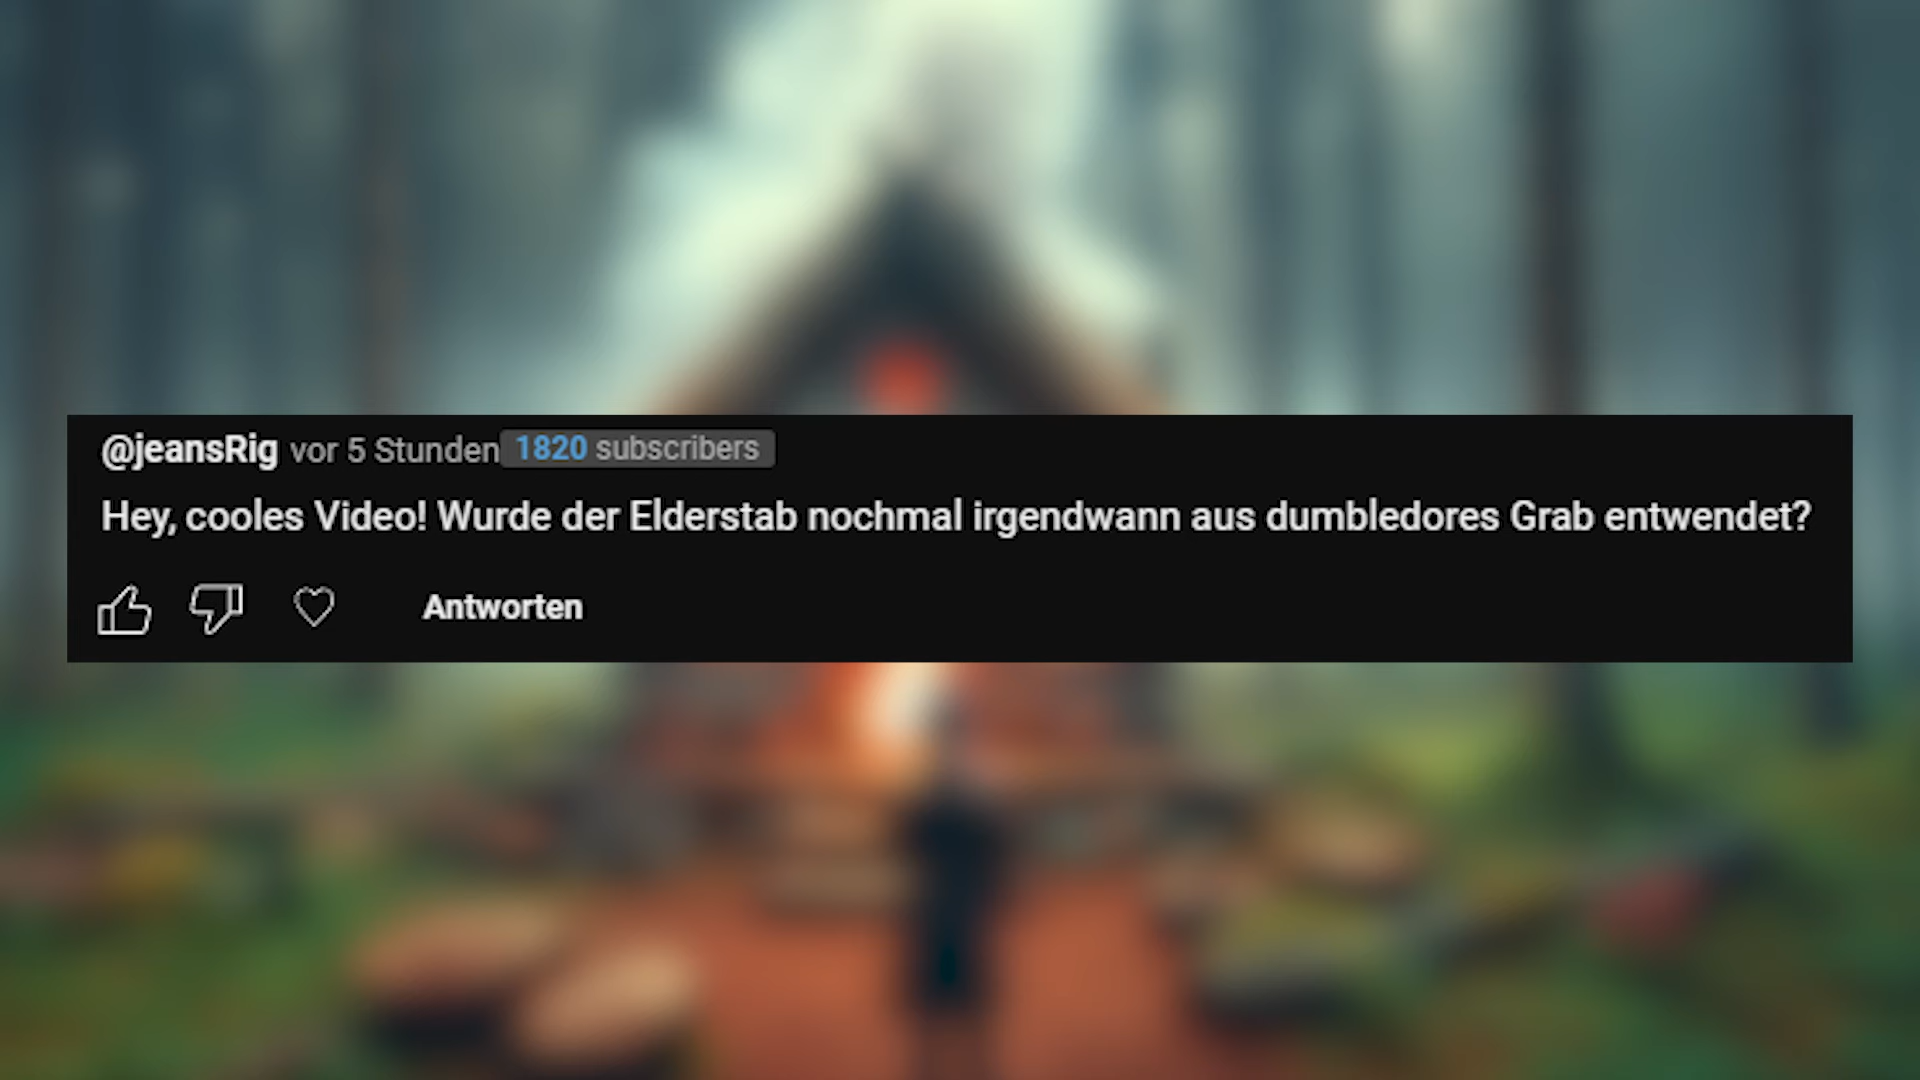 @jeansRig vor 5 Stunden 1820 subscribers
Hey, cooles Video! Wurde der Elderstab nochmal irgendwann aus dumbledores Grab entwendet?
Antworten